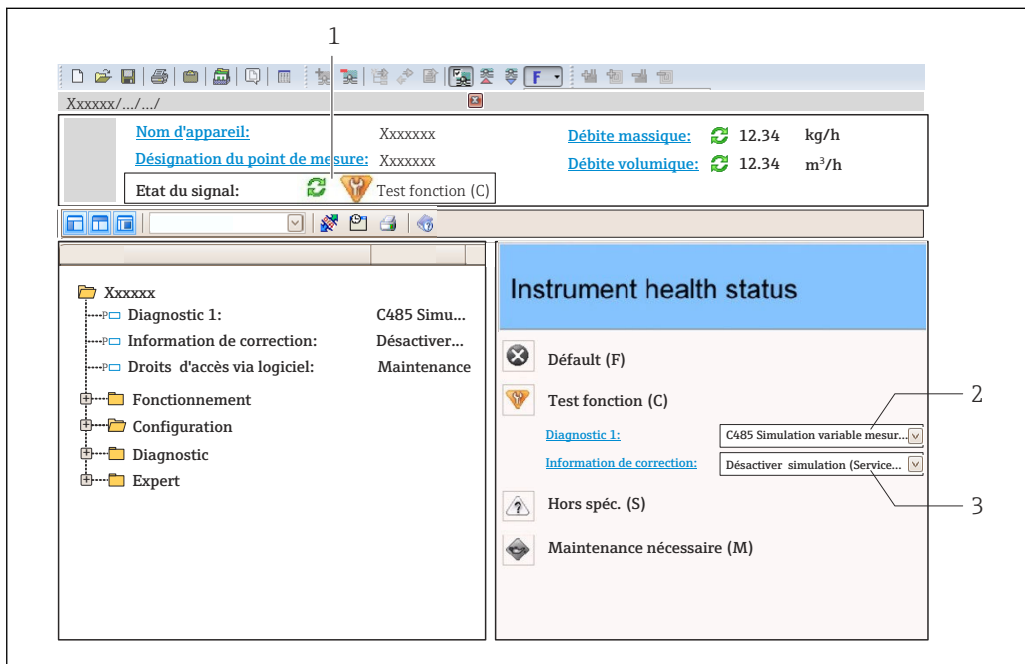 1
F
Xxxxxx/.../.../
Nom d'appareil: Xxxxxxx Débite massique: 12.34 kg/h
Désignation du point de mesure: Xxxxxxx Débite volumique: 12.34 m³/h
Etat du signal: Test fonction (C)
Xxxxxx
P Diagnostic 1: C485 Simu...
P Information de correction: Désactiver...
P Droits d'accès via logiciel: Maintenance
Fonctionnement
Configuration
Diagnostic
Expert
Instrument health status
Défault (F)
Test fonction (C)
Diagnostic 1: C485 Simulation variable mesur...
Information de correction: Désactiver simulation (Service...
Hors spéc. (S)
Maintenance nécessaire (M)
2
3